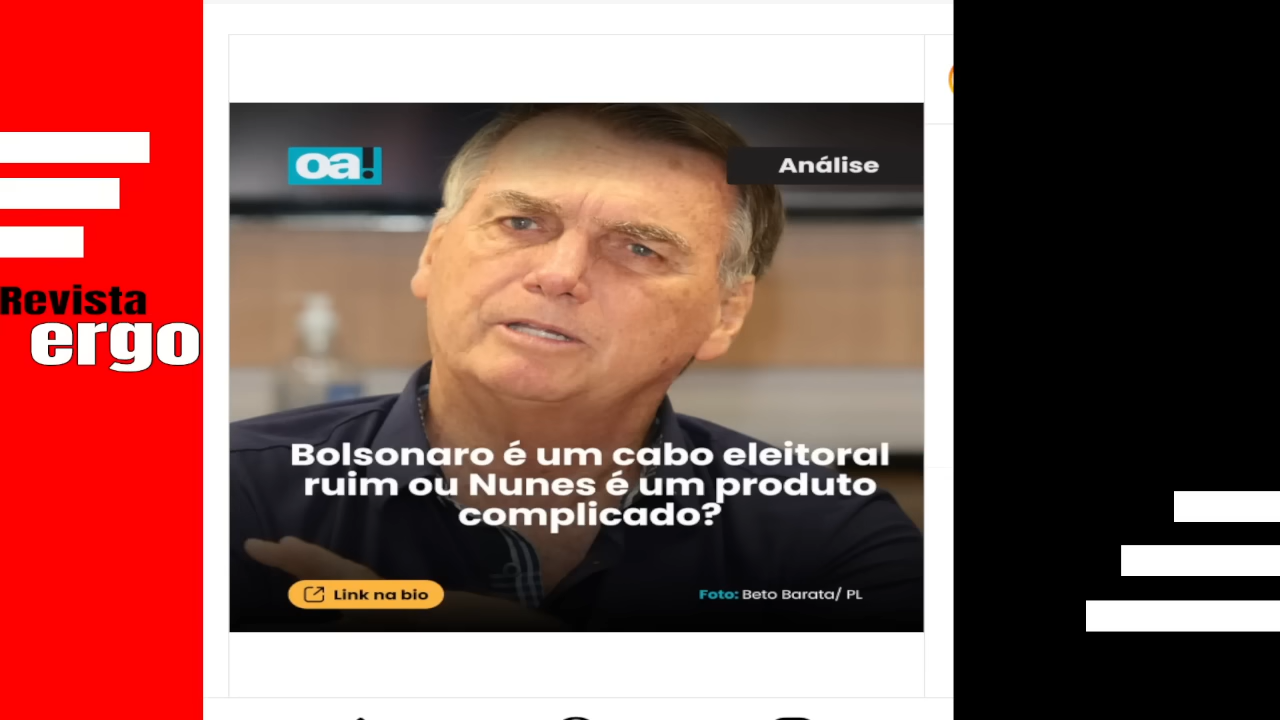 Revista
ergo
oa!
Análise
Bolsonaro é um cabo eleitoral
ruim ou Nunes é um produto
complicado?
Link na bio
Foto: Beto Barata/ PL